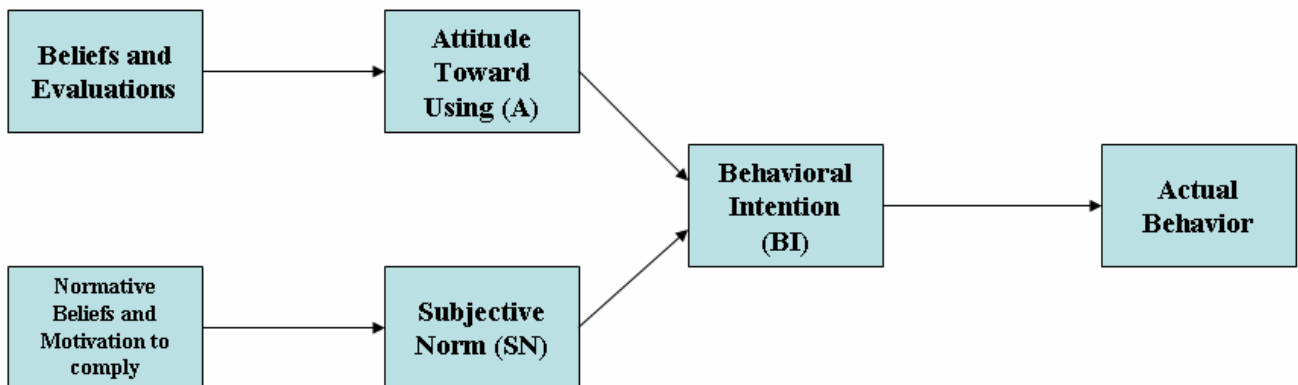 Beliefs and
Evaluations
Attitude
Toward
Using (A)
Behavioral
Intention
(BI)
Actual
Behavior
Normative
Beliefs and
Motivation to
comply
Subjective
Norm (SN)